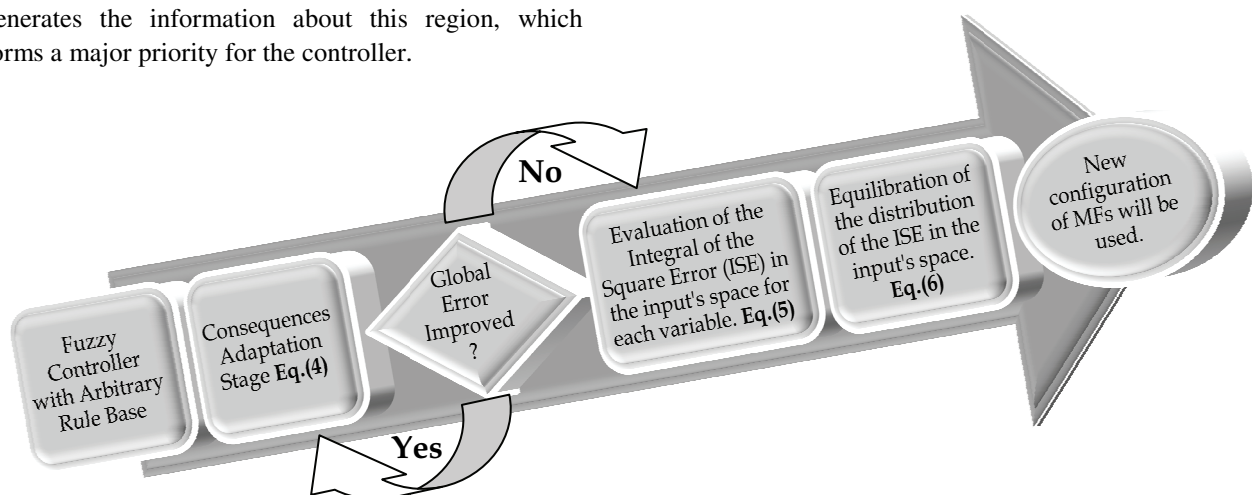 enerates the information about this region, which
orms a major priority for the controller.
No
Fuzzy
Controller
with Arbitrary
Rule Base
Consequences
Adaptation
Stage Eq.(4)
Global
Error
Improved
?
Yes
Evaluation of the
Integral of the
Square Error (ISE) in
the input's space for
each variable. Eq.(5)
Equilibration of
the distribution
of the ISE in the
input's space.
Eq.(6)
New
configuration
of MFs will be
used.